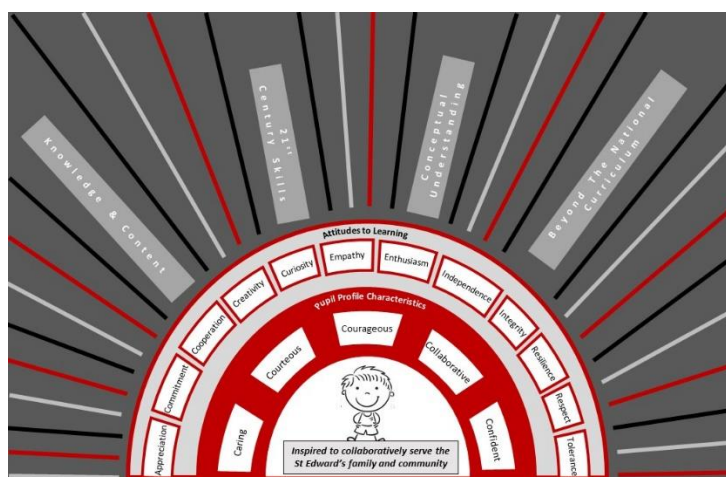 Knowledge & Content
21st
Century Skills
Conceptual
Understanding
Beyond The National
Curriculum
Attitudes to Learning
Appreciation
Commitment
Cooperation
Creativity
Curiosity
Empathy
Enthusiasm
Independence
Integrity
Resilience
Respect
Tolerance
Pupil Profile Characteristics
Caring
Courteous
Courageous
Collaborative
Confident
Inspired to collaboratively serve the
St Edward's family and community